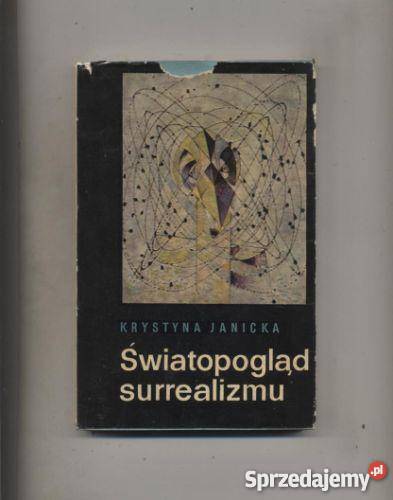 KRYSTYNA JANICKA
Światopogląd
surrealizmu
Sprzedajemy.pl